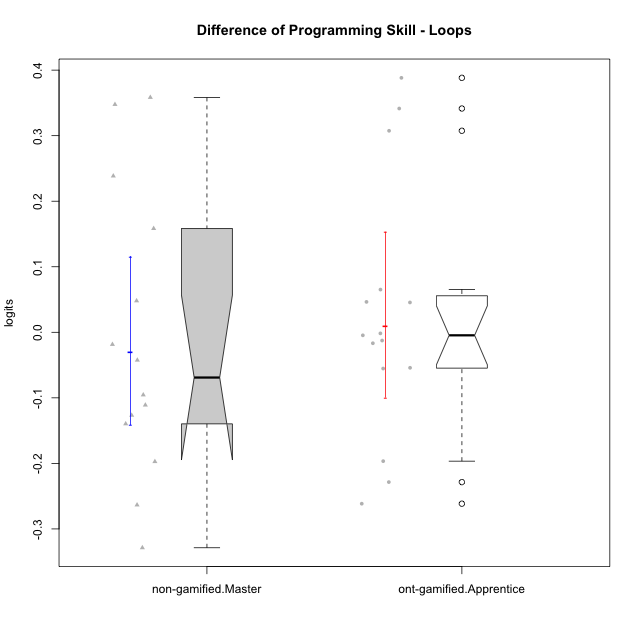 Difference of Programming Skill - Loops
logits
0.4
0.3
0.2
0.1
0.0
-0.1
-0.2
-0.3
non-gamified.Master
ont-gamified.Apprentice